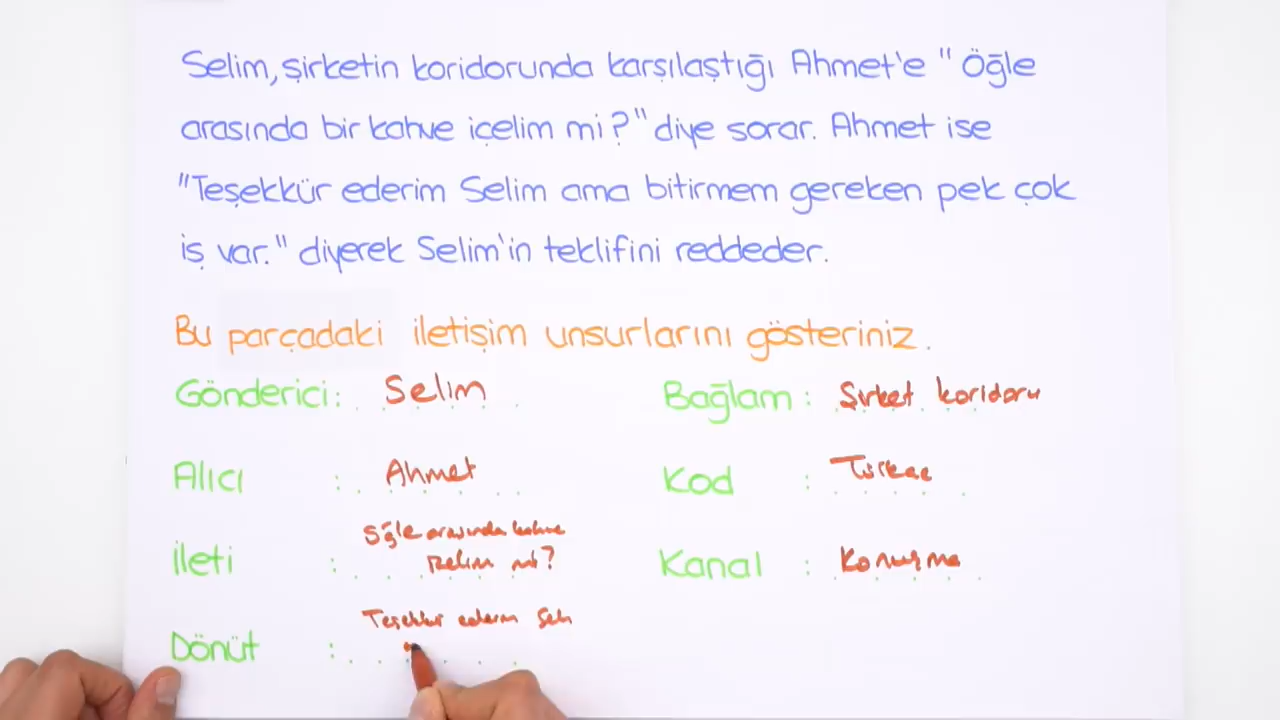 Selim, şirketin koridorunda karşılaştığı Ahmet'e "Öğle
arasında bir kahve içelim mi?" diye sorar. Ahmet ise
"Teşekkür ederim Selim ama bitirmem gereken pek çok
iş var." diyerek Selim'in teklifini reddeder.
Bu parçadaki iletişim unsurlarını gösteriniz.
Gönderici: Selim
Bağlam: Şirket koridoru
Alıcı: Ahmet
Kod: Türkçe
İleti: Öğle arasında kahve
içelim mi?
Kanal: Konuşma
Dönüt: Teşekkür ederim